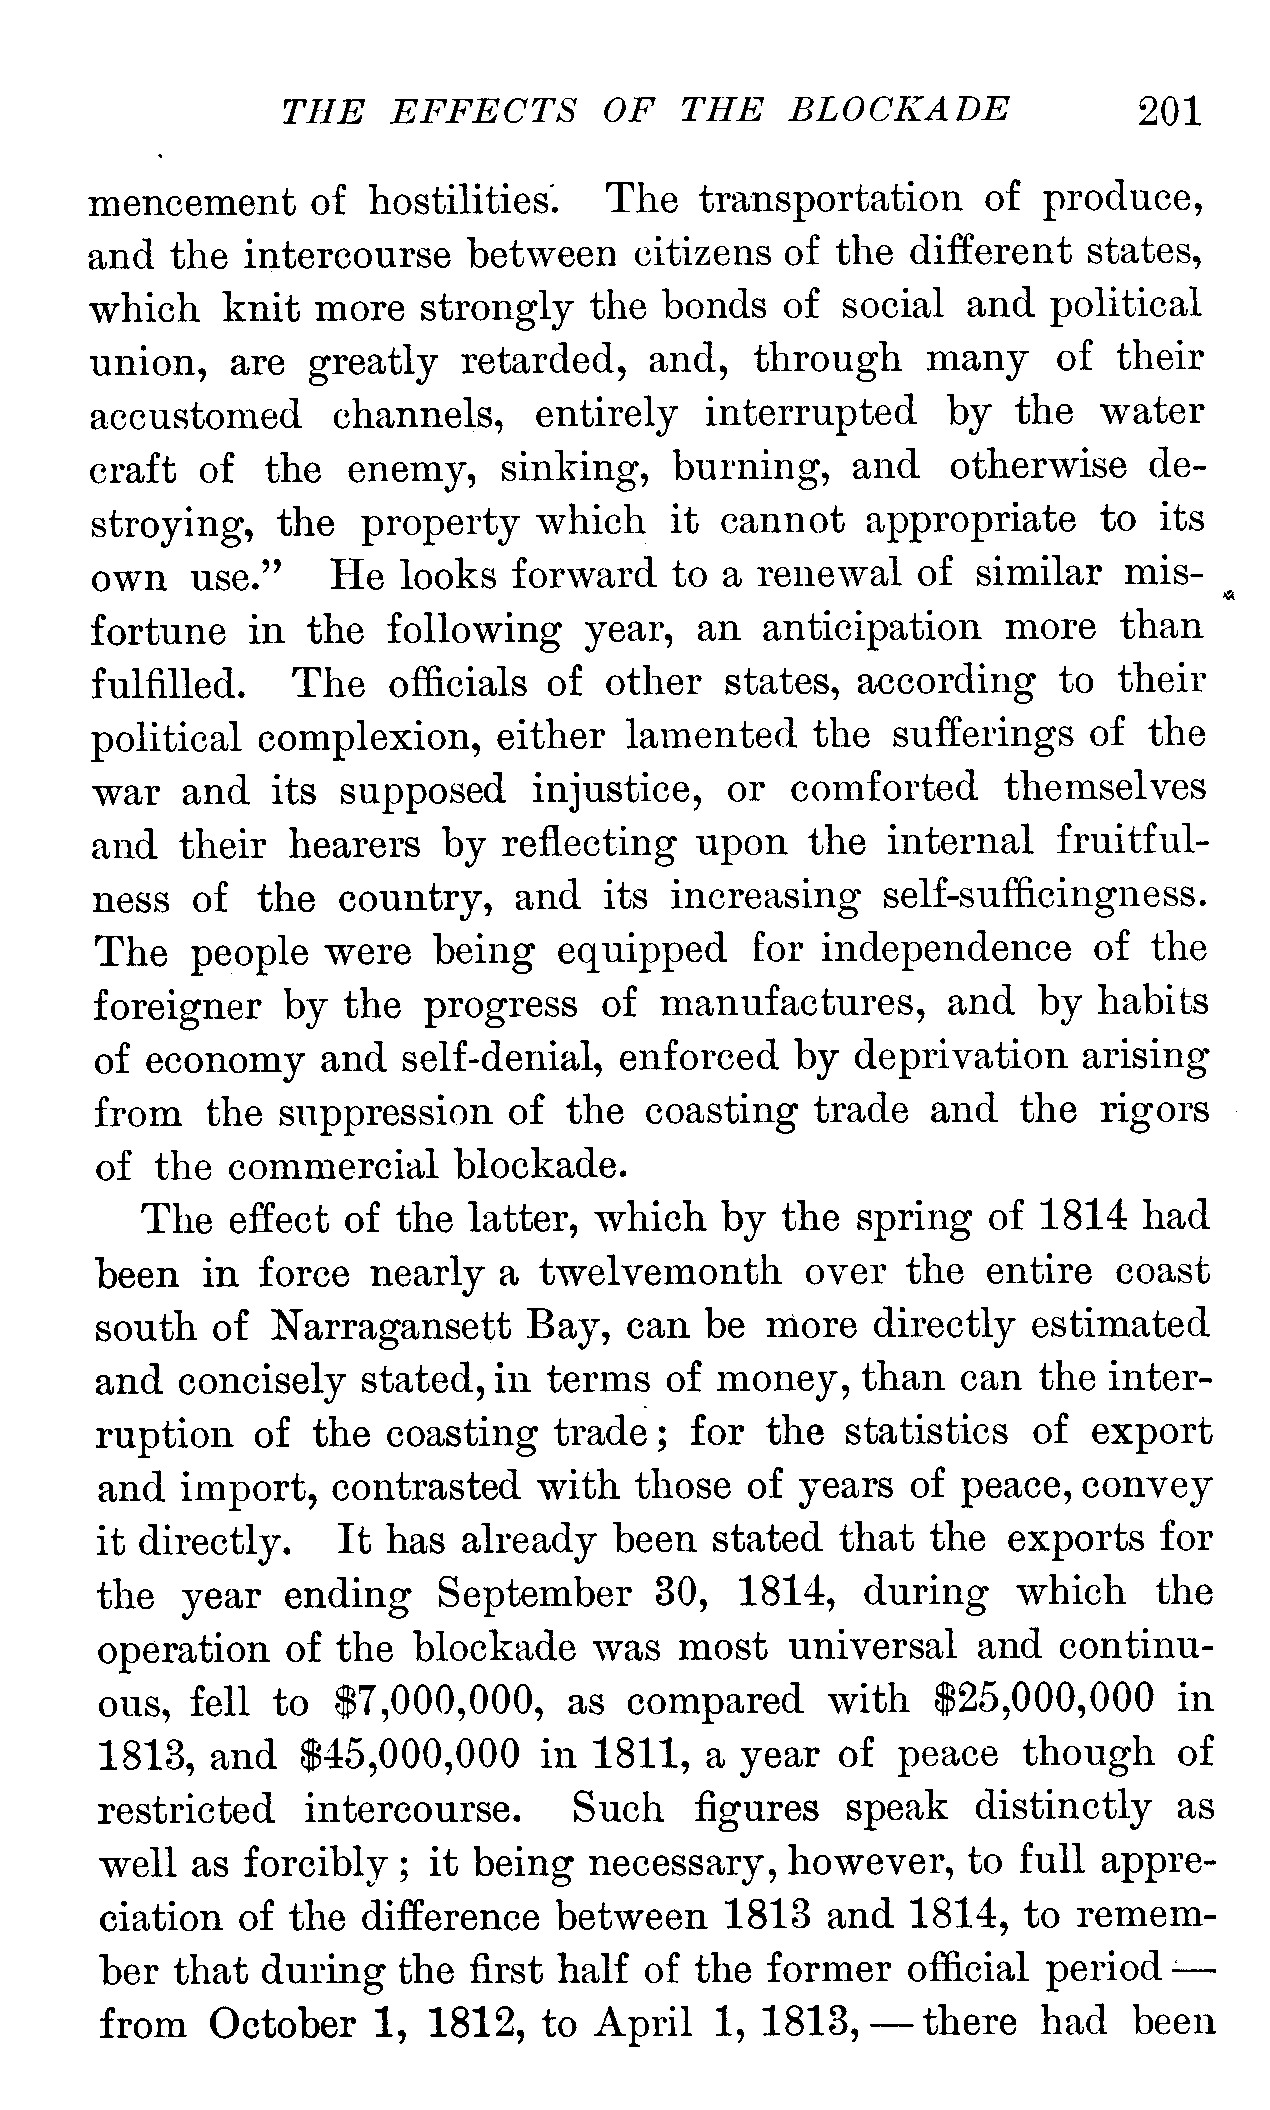 THE EFFECTS OF THE BLOCKADE 201
mencement of hostilities. The transportation of produce,
and the intercourse between citizens of the different states,
which knit more strongly the bonds of social and political
union, are greatly retarded, and, through many of their
accustomed channels, entirely interrupted by the water
craft of the enemy, sinking, burning, and otherwise de-
stroying, the property which it cannot appropriate to its
own use.” He looks forward to a renewal of similar mis-
fortune in the following year, an anticipation more than
fulfilled. The officials of other states, according to their
political complexion, either lamented the sufferings of the
war and its supposed injustice, or comforted themselves
and their hearers by reflecting upon the internal fruitful-
ness of the country, and its increasing self-sufficingness.
The people were being equipped for independence of the
foreigner by the progress of manufactures, and by habits
of economy and self-denial, enforced by deprivation arising
from the suppression of the coasting trade and the rigors
of the commercial blockade.
The effect of the latter, which by the spring of 1814 had
been in force nearly a twelvemonth over the entire coast
south of Narragansett Bay, can be more directly estimated
and concisely stated, in terms of money, than can the inter-
ruption of the coasting trade; for the statistics of export
and import, contrasted with those of years of peace, convey
it directly. It has already been stated that the exports for
the year ending September 30, 1814, during which the
operation of the blockade was most universal and continu-
ous, fell to $7,000,000, as compared with $25,000,000 in
1813, and $45,000,000 in 1811, a year of peace though of
restricted intercourse. Such figures speak distinctly as
well as forcibly; it being necessary, however, to full appre-
ciation of the difference between 1813 and 1814, to remem-
ber that during the first half of the former official period —
from October 1, 1812, to April 1, 1813, — there had been